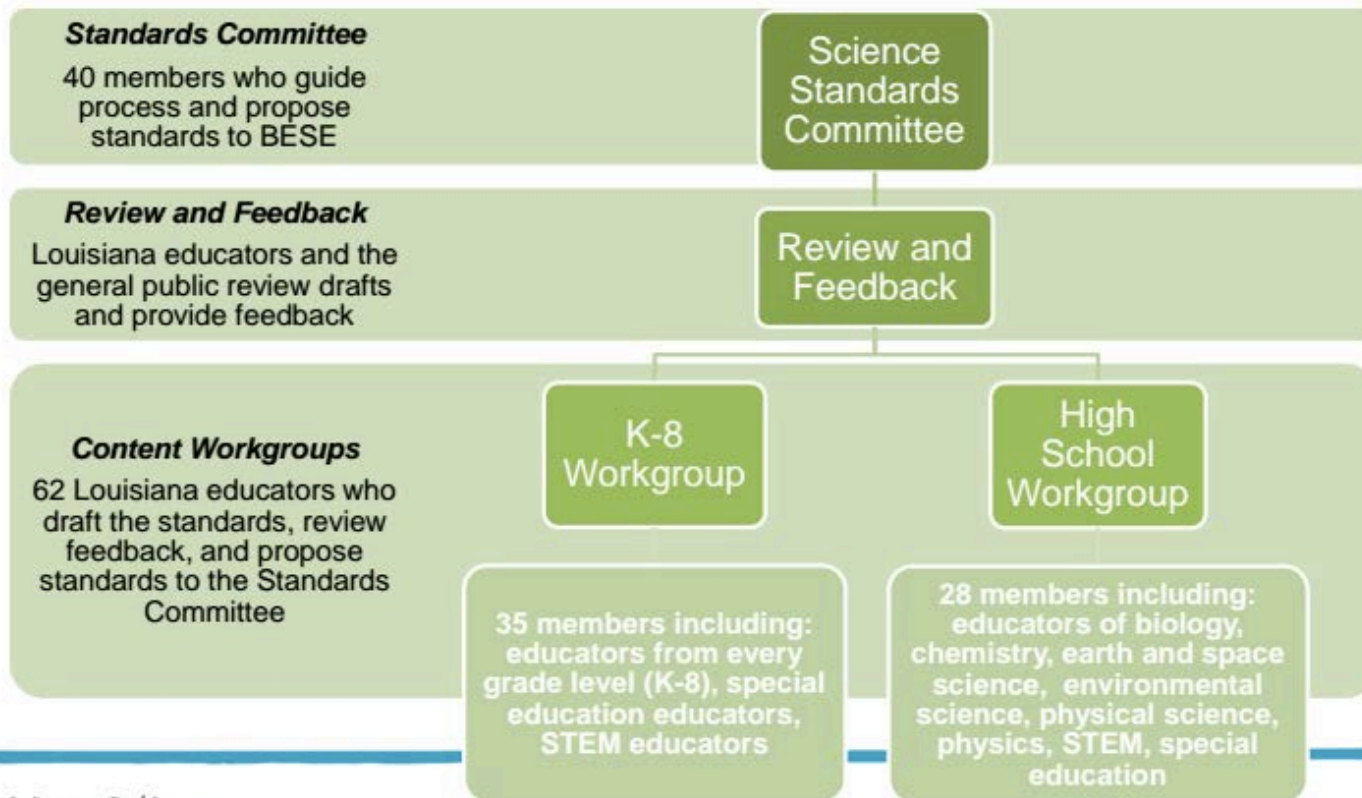 Standards Committee
40 members who guide
process and propose
standards to BESE
Science
Standards
Committee
Review and Feedback
Louisiana educators and the
general public review drafts
and provide feedback
Review and
Feedback
Content Workgroups
62 Louisiana educators who
draft the standards, review
feedback, and propose
standards to the Standards
Committee
K-8
Workgroup
High
School
Workgroup
35 members including:
educators from every
grade level (K-8), special
education educators,
STEM educators
28 members including:
educators of biology,
chemistry, earth and space
science, environmental
science, physical science,
physics, STEM, special
education